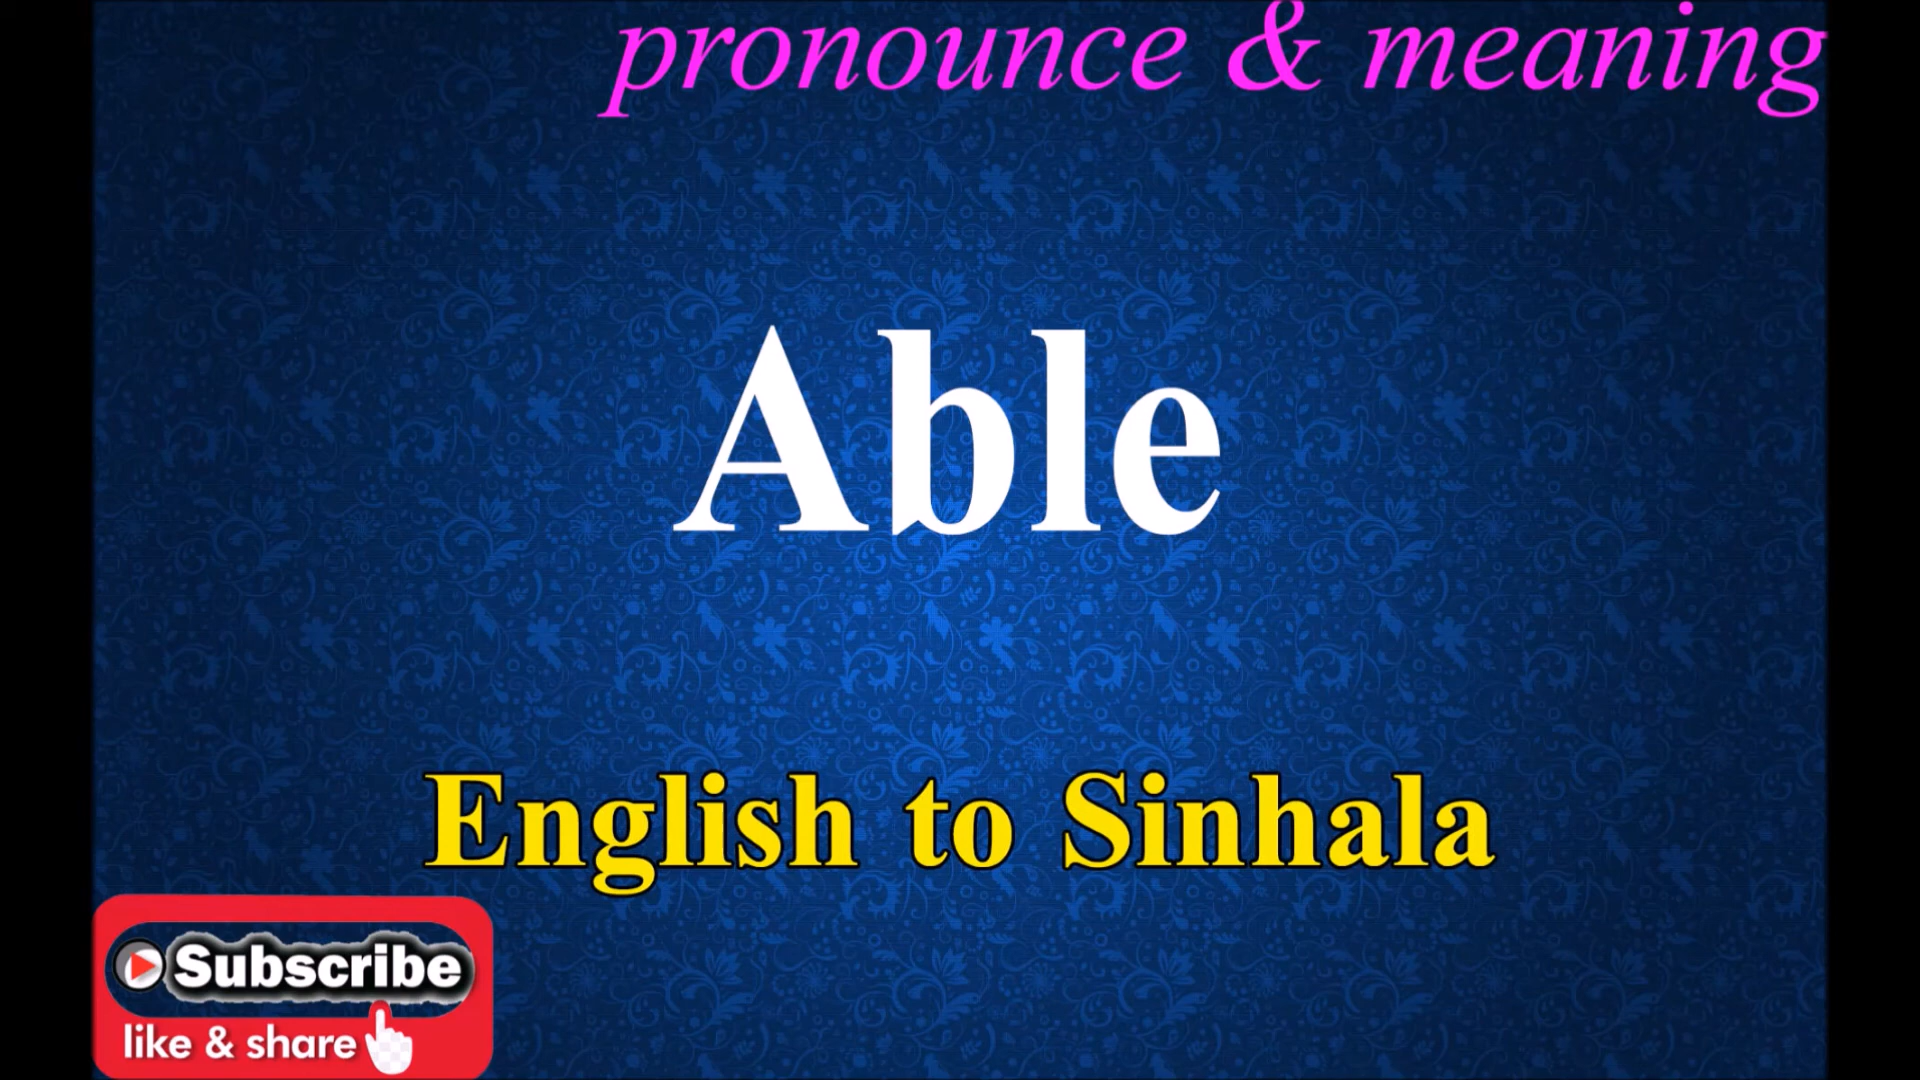 pronounce & meaning
Able
English to Sinhala
Subscribe
like & share